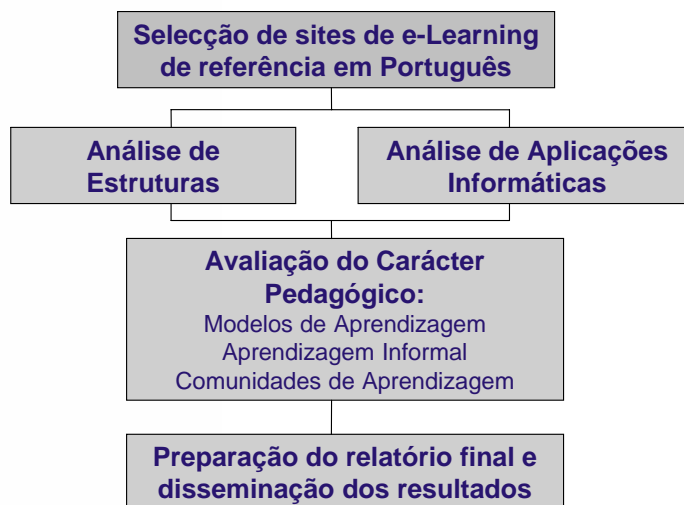 Selecção de sites de e-Learning
de referência em Português
Análise de
Estruturas
Análise de Aplicações
Informáticas
Avaliação do Carácter
Pedagógico:
Modelos de Aprendizagem
Aprendizagem Informal
Comunidades de Aprendizagem
Preparação do relatório final e
disseminação dos resultados